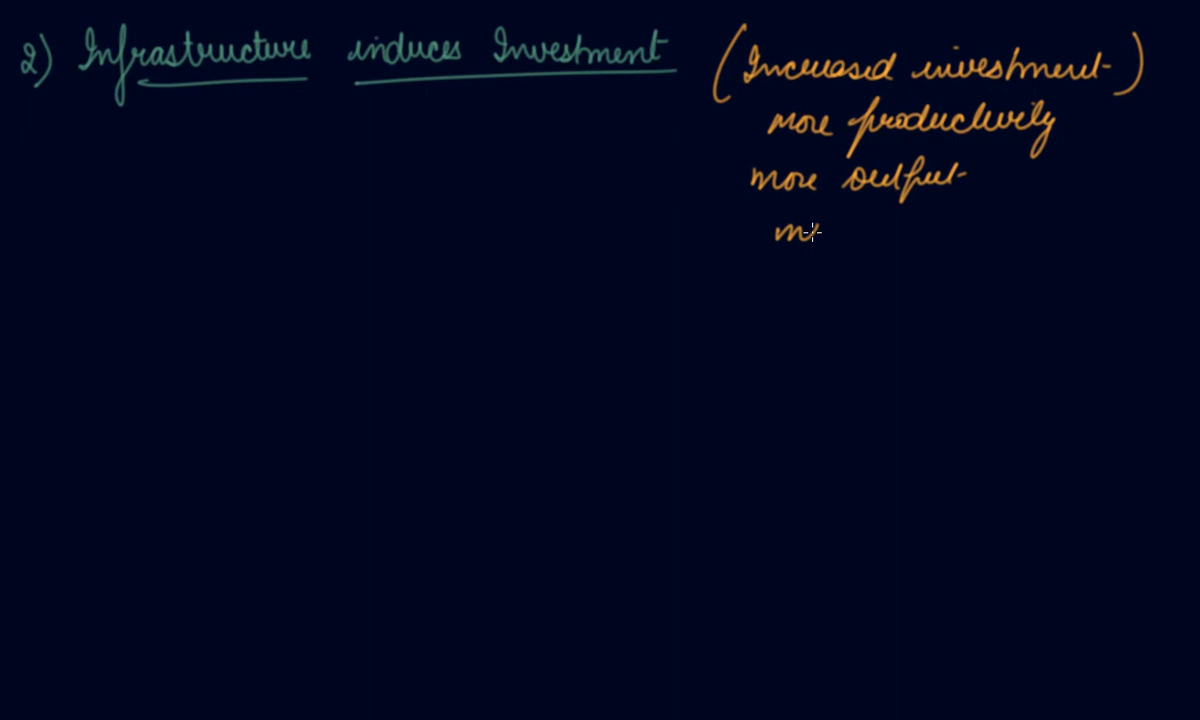 2) Infrastructure induces Investment (Increased investment)
more productivity
more output